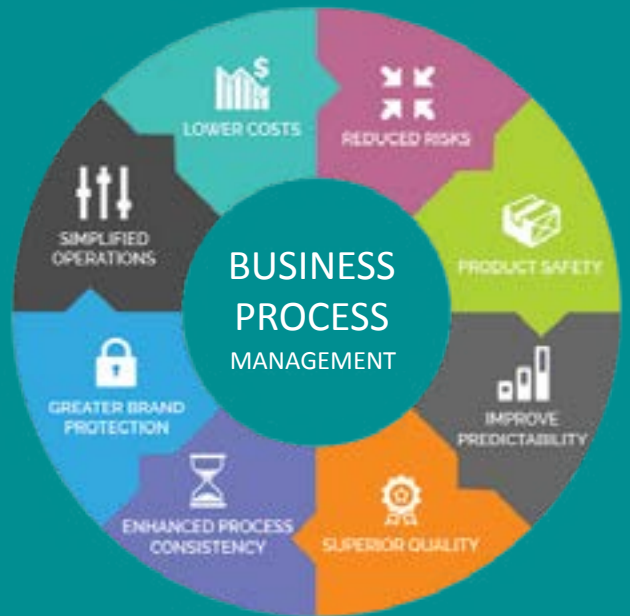 LOWER COSTS
REDUCED RISKS
PRODUCT SAFETY
IMPROVE
PREDICTABILITY
SUPERIOR QUALITY
ENHANCED PROCESS
CONSISTENCY
GREATER BRAND
PROTECTION
SIMPLIFIED
OPERATIONS
BUSINESS
PROCESS
MANAGEMENT